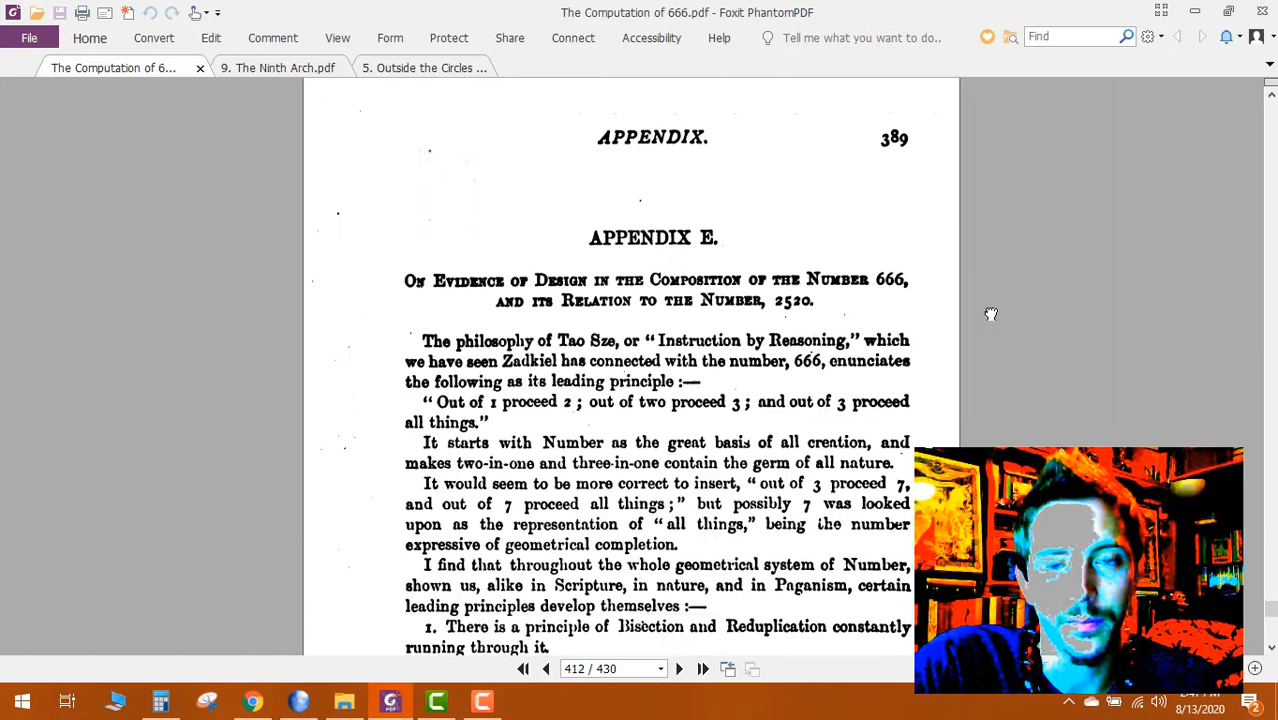 The Computation of 666.pdf - Foxit PhantomPDF
File Home Convert Edit Comment View Form Protect Share Connect Accessibility Help Tell me what you want to do.. Find
The Computation of 6... 9. The Ninth Arch.pdf 5. Outside the Circles ...
APPENDIX. 389
APPENDIX E.
On Evidence of Design in the Composition of the Number 666,
and its Relation to the Number, 2520.
The philosophy of Tao Sze, or "Instruction by Reasoning," which
we have seen Zadkiel has connected with the number, 666, enunciates
the following as its leading principle :—
"Out of 1 proceed 2 ; out of two proceed 3 ; and out of 3 proceed
all things."
It starts with Number as the great basis of all creation, and
makes two-in-one and three-in-one contain the germ of all nature.
It would seem to be more correct to insert, "out of 3 proceed 7,
and out of 7 proceed all things ;" but possibly 7 was looked
upon as the representation of "all things," being the number
expressive of geometrical completion.
I find that throughout the whole geometrical system of Number,
shown us, alike in Scripture, in nature, and in Paganism, certain
leading principles develop themselves :—
1. There is a principle of Bisection and Reduplication constantly
running through it.
412 / 430
8/13/2020
2